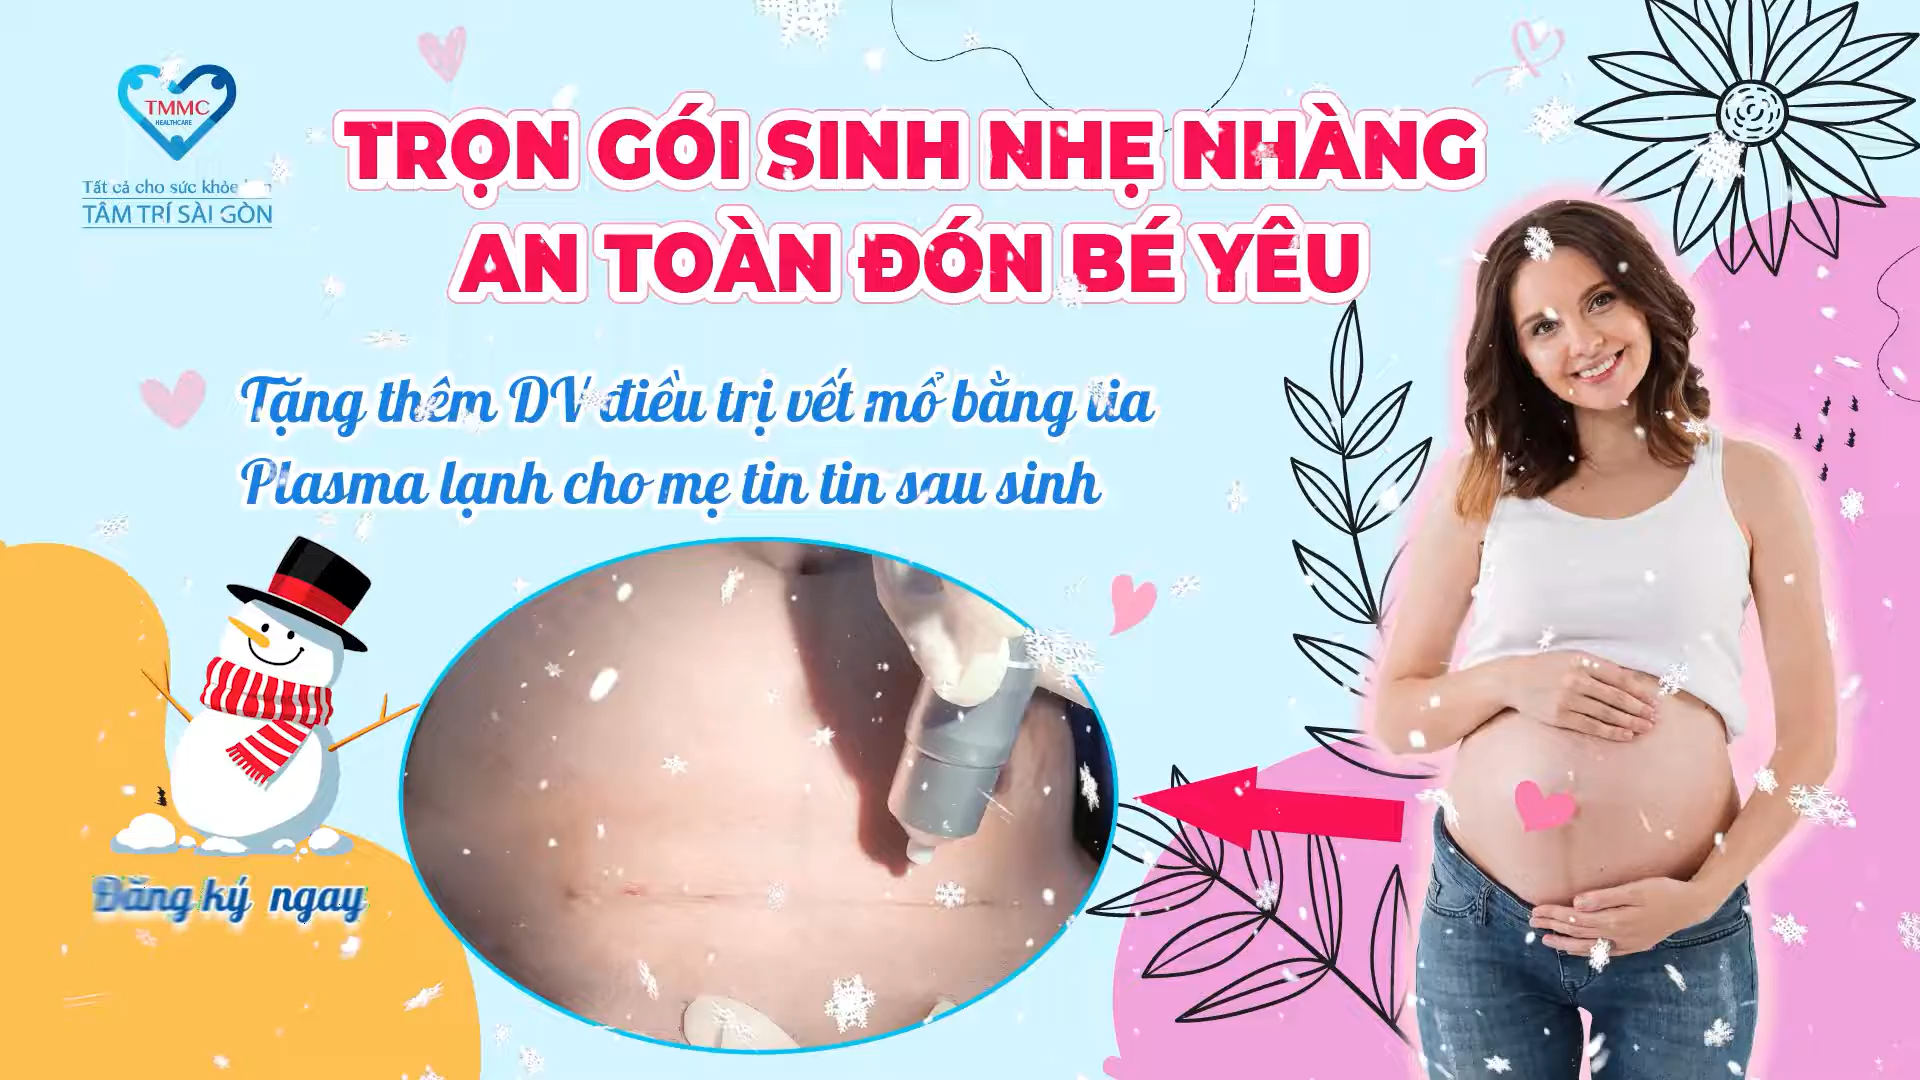 TMMC
HEALTHCARE
Tất cả cho sức khỏe
TÂM TRÍ SÀI GÒN
TRỌN GÓI SINH NHẸ NHÀNG
AN TOÀN ĐÓN BÉ YÊU
Tặng thêm DV điều trị vết mổ bằng tia
Plasma lạnh cho mẹ tin tin sau sinh
Đăng ký ngay